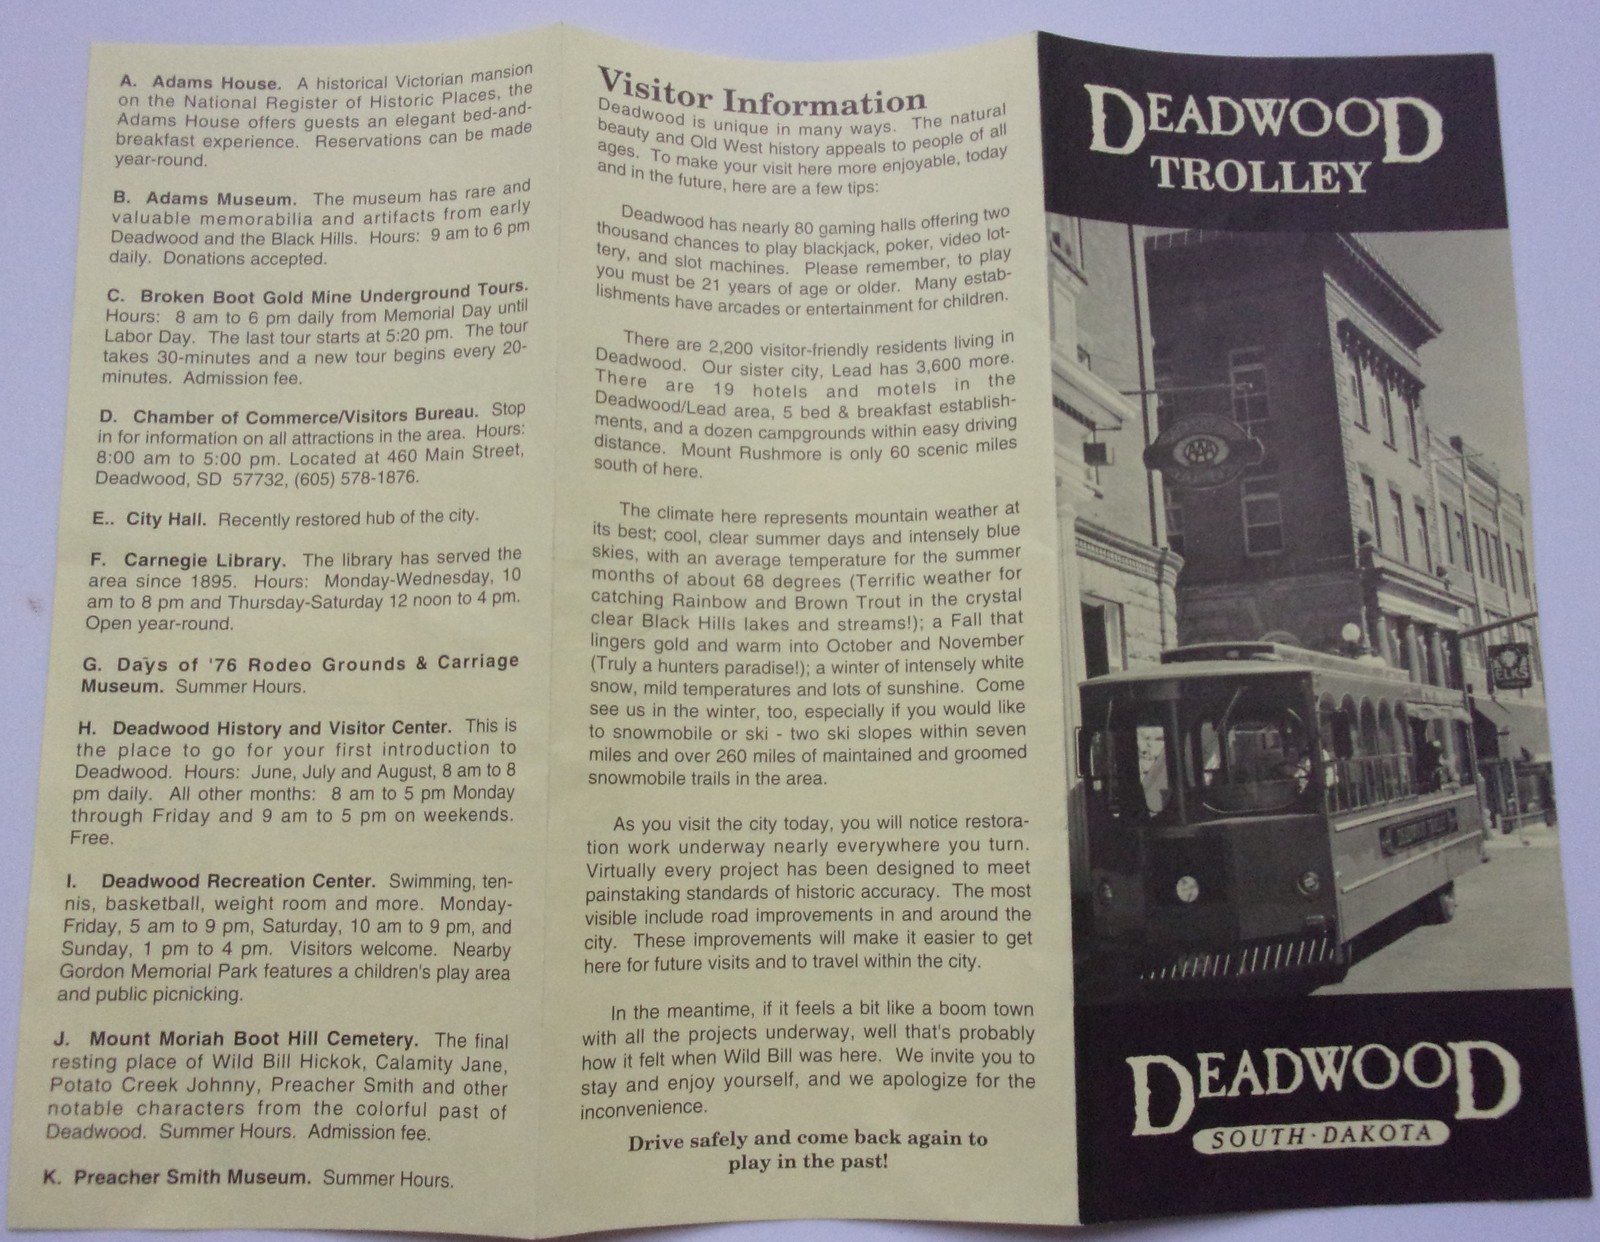 A. Adams House. A historical Victorian mansion
on the National Register of Historic Places, the
Adams House offers guests an elegant bed-and-
breakfast experience. Reservations can be made
year-round.
B. Adams Museum. The museum has rare and
valuable memorabilia and artifacts from early
Deadwood and the Black Hills. Hours: 9 am to 6 pm
daily. Donations accepted.
C. Broken Boot Gold Mine Underground Tours.
Hours: 8 am to 6 pm daily from Memorial Day until
Labor Day. The last tour starts at 5:20 pm. The tour
takes 30-minutes and a new tour begins every 20-
minutes. Admission fee.
D. Chamber of Commerce/Visitors Bureau. Stop
in for information on all attractions in the area. Hours:
8:00 am to 5:00 pm. Located at 460 Main Street,
Deadwood, SD 57732, (605) 578-1876.
E.. City Hall. Recently restored hub of the city.
F. Carnegie Library. The library has served the
area since 1895. Hours: Monday-Wednesday, 10
am to 8 pm and Thursday-Saturday 12 noon to 4 pm.
Open year-round.
G. Days of '76 Rodeo Grounds & Carriage
Museum. Summer Hours.
H. Deadwood History and Visitor Center. This is
the place to go for your first introduction to
Deadwood. Hours: June, July and August, 8 am to 8
pm daily. All other months: 8 am to 5 pm Monday
through Friday and 9 am to 5 pm on weekends.
Free.
I. Deadwood Recreation Center. Swimming, ten-
nis, basketball, weight room and more. Monday-
Friday, 5 am to 9 pm, Saturday, 10 am to 9 pm, and
Sunday, 1 pm to 4 pm. Visitors welcome. Nearby
Gordon Memorial Park features a children's play area
and public picnicking.
J. Mount Moriah Boot Hill Cemetery. The final
resting place of Wild Bill Hickok, Calamity Jane,
Potato Creek Johnny, Preacher Smith and other
notable characters from the colorful past of
Deadwood. Summer Hours. Admission fee.
K. Preacher Smith Museum. Summer Hours.
Visitor Information
Deadwood is unique in many ways. The natural
beauty and Old West history appeals to people of all
ages. To make your visit here more enjoyable, today
and in the future, here are a few tips:
Deadwood has nearly 80 gaming halls offering two
thousand chances to play blackjack, poker, video lot-
tery, and slot machines. Please remember, to play
you must be 21 years of age or older. Many estab-
lishments have arcades or entertainment for children.
There are 2,200 visitor-friendly residents living in
Deadwood. Our sister city, Lead has 3,600 more.
There are 19 hotels and motels in the
Deadwood/Lead area, 5 bed & breakfast establish-
ments, and a dozen campgrounds within easy driving
distance. Mount Rushmore is only 60 scenic miles
south of here.
The climate here represents mountain weather at
its best; cool, clear summer days and intensely blue
skies, with an average temperature for the summer
months of about 68 degrees (Terrific weather for
catching Rainbow and Brown Trout in the crystal
clear Black Hills lakes and streams!); a Fall that
lingers gold and warm into October and November
(Truly a hunters paradise!); a winter of intensely white
snow, mild temperatures and lots of sunshine. Come
see us in the winter, too, especially if you would like
to snowmobile or ski - two ski slopes within seven
miles and over 260 miles of maintained and groomed
snowmobile trails in the area.
As you visit the city today, you will notice restora-
tion work underway nearly everywhere you turn.
Virtually every project has been designed to meet
painstaking standards of historic accuracy. The most
visible include road improvements in and around the
city. These improvements will make it easier to get
here for future visits and to travel within the city.
In the meantime, if it feels a bit like a boom town
with all the projects underway, well that's probably
how it felt when Wild Bill was here. We invite you to
stay and enjoy yourself, and we apologize for the
inconvenience.
Drive safely and come back again to
play in the past!
DEADWOOD
TROLLEY
AAA
ELKS
DEADWOOD
SOUTH · DAKOTA